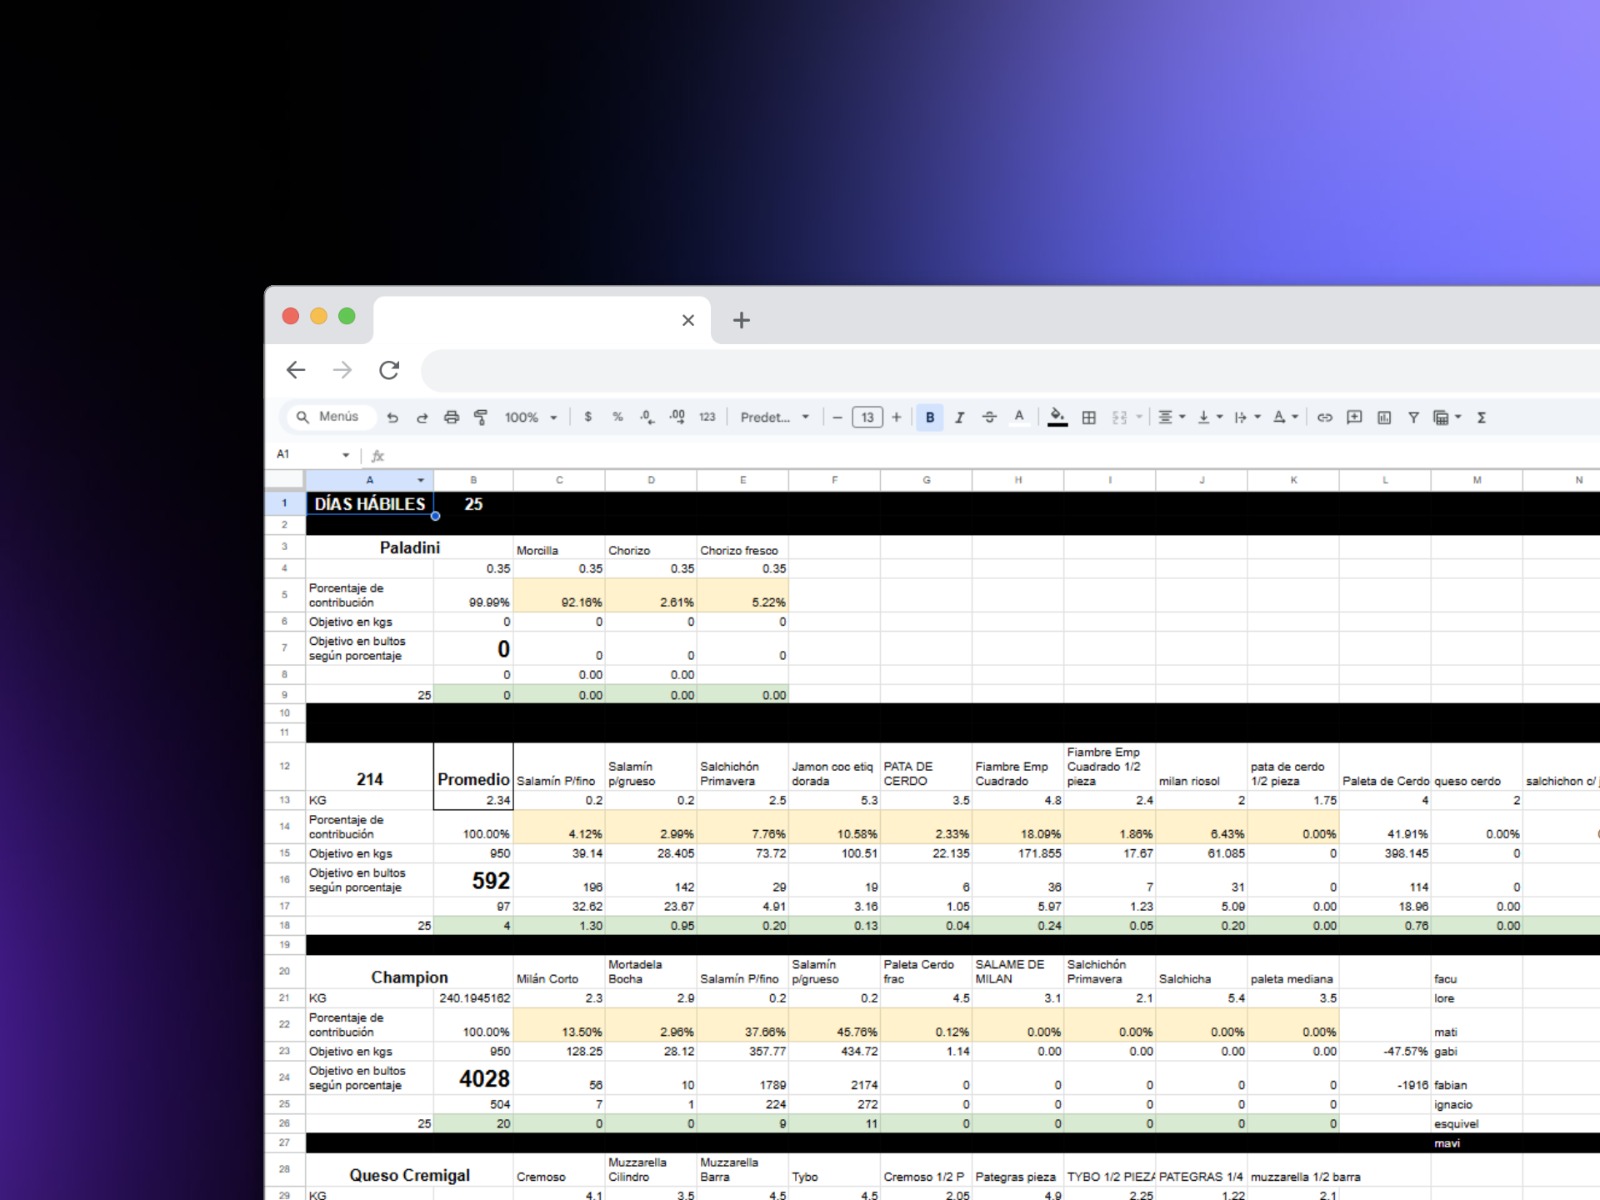 Menús 100% $ % .0 .00 123 Predet... 13 B I A
A1 fx
A B C D E F G H I J K L M N
1 DÍAS HÁBILES 25
2
3 Paladini Morcilla Chorizo Chorizo fresco
4 0.35 0.35 0.35 0.35
5 Porcentaje de contribución 99.99% 92.16% 2.61% 5.22%
6 Objetivo en kgs 0 0 0 0
7 Objetivo en bultos según porcentaje 0 0 0 0
8 0 0.00 0.00
9 25 0 0.00 0.00 0.00
10
11
12 214 Promedio Salamín P/fino Salamín p/grueso Salchichón Primavera Jamon coc etiq dorada PATA DE CERDO Fiambre Emp Cuadrado Fiambre Emp Cuadrado 1/2 pieza milan riosol pata de cerdo 1/2 pieza Paleta de Cerdo queso cerdo salchichon c/
13 KG 2.34 0.2 0.2 2.5 5.3 3.5 4.8 2.4 2 1.75 4 2
14 Porcentaje de contribución 100.00% 4.12% 2.99% 7.76% 10.58% 2.33% 18.09% 1.86% 6.43% 0.00% 41.91% 0.00%
15 Objetivo en kgs 950 39.14 28.405 73.72 100.51 22.135 171.855 17.67 61.085 0 398.145 0
16 Objetivo en bultos según porcentaje 592 196 142 29 19 6 36 7 31 0 114 0
17 97 32.62 23.67 4.91 3.16 1.05 5.97 1.23 5.09 0.00 18.96 0.00
18 25 4 1.30 0.95 0.20 0.13 0.04 0.24 0.05 0.20 0.00 0.76 0.00
19
20 Champion Milán Corto Mortadela Bocha Salamín P/fino Salamín p/grueso Paleta Cerdo frac SALAME DE MILAN Salchichón Primavera Salchicha paleta mediana facu
21 KG 240.1945162 2.3 2.9 0.2 0.2 4.5 3.1 2.1 5.4 3.5 lore
22 Porcentaje de contribución 100.00% 13.50% 2.96% 37.66% 45.76% 0.12% 0.00% 0.00% 0.00% 0.00% mati
23 Objetivo en kgs 950 128.25 28.12 357.77 434.72 1.14 0.00 0.00 0.00 0.00 -47.57% gabi
24 Objetivo en bultos según porcentaje 4028 56 10 1789 2174 0 0 0 0 0 -1916 fabian
25 504 7 1 224 272 0 0 0 0 0 ignacio
26 25 20 0 0 9 11 0 0 0 0 0 esquivel
27 mavi
28 Queso Cremigal Cremoso Muzzarella Cilindro Muzzarella Barra Tybo Cremoso 1/2 P Pategras pieza TYBO 1/2 PIEZA PATEGRAS 1/4 muzzarella 1/2 barra
29 KG 4.1 3.5 4.5 4.5 2.05 4.9 2.25 1.22 2.1